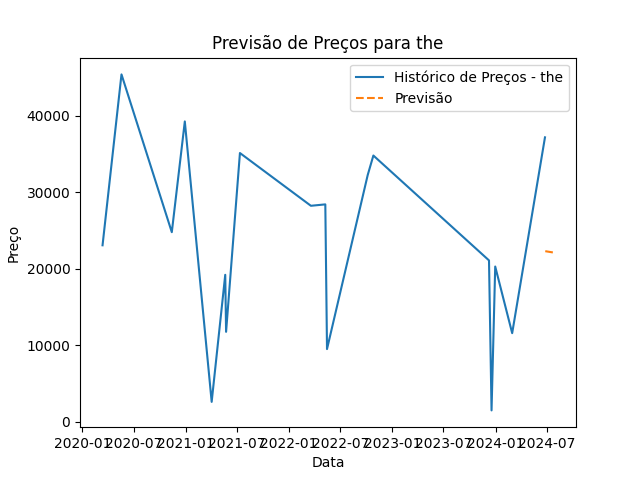 Previsão de Preços para the
Histórico de Preços - the
Previsão
Preço
40000
30000
20000
10000
0
2020-01 2020-07 2021-01 2021-07 2022-01 2022-07 2023-01 2023-07 2024-01 2024-07
Data